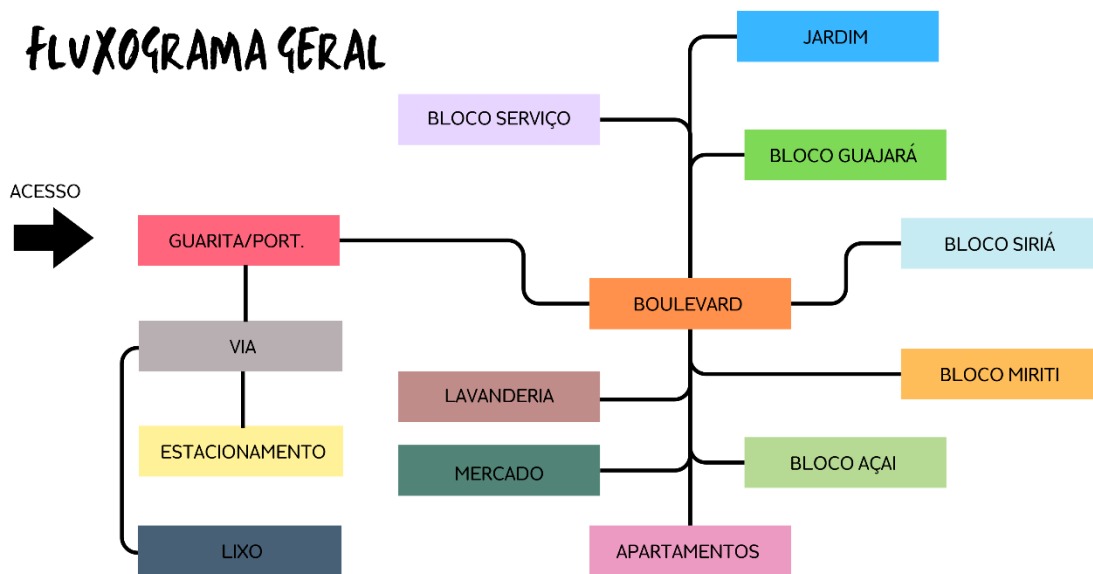 FLUXOGRAMA GERAL
JARDIM
BLOCO SERVIÇO
BLOCO GUAJARÁ
ACESSO
GUARITA/PORT.
BLOCO SIRIÁ
BOULEVARD
VIA
BLOCO MIRITI
LAVANDERIA
ESTACIONAMENTO
BLOCO AÇAI
MERCADO
LIXO
APARTAMENTOS